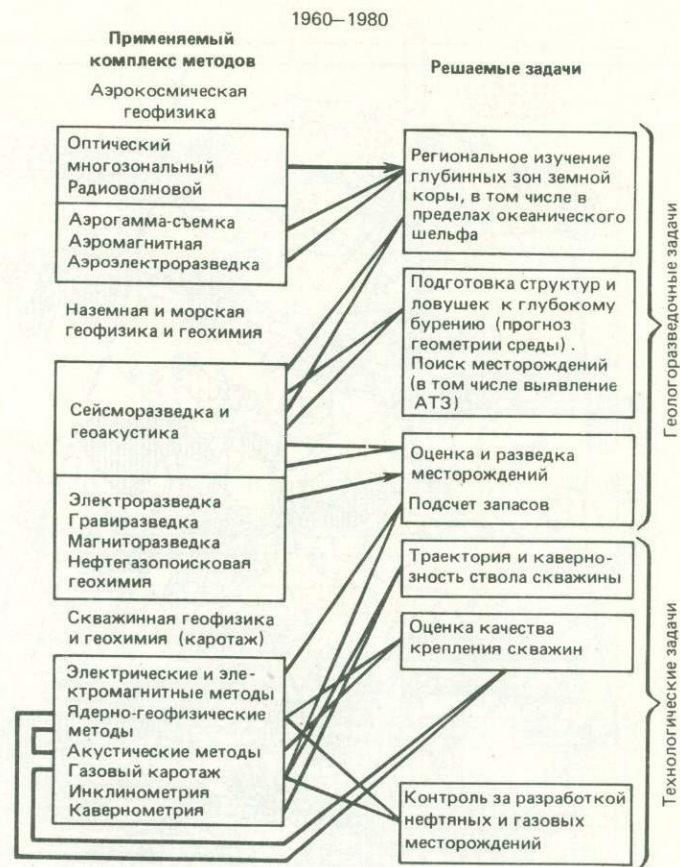 1960—1980
Применяемый
комплекс методов
Аэрокосмическая
геофизика
Оптический
многозональный
Радиоволновой
Аэрогамма-съемка
Аэромагнитная
Аэроэлектроразведка
Наземная и морская
геофизика и геохимия
Сейсморазведка и
геоакустика
Электроразведка
Гравиразведка
Магниторазведка
Нефтегазопоисковая
геохимия
Скважинная геофизика
и геохимия (каротаж)
Электрические и эле-
ктромагнитные методы
Ядерно-геофизические
методы
Акустические методы
Газовый каротаж
Инклинометрия
Кавернометрия
Решаемые задачи
Региональное изучение
глубинных зон земной
коры, в том числе в
пределах океанического
шельфа
Подготовка структур и
ловушек к глубокому
бурению (прогноз
геометрии среды).
Поиск месторождений
(в том числе выявление
АТЗ)
Оценка и разведка
месторождений
Подсчет запасов
Траектория и каверно-
зность ствола скважины
Оценка качества
крепления скважин
Контроль за разработкой
нефтяных и газовых
месторождений
Геологоразведочные задачи
Технологические задачи